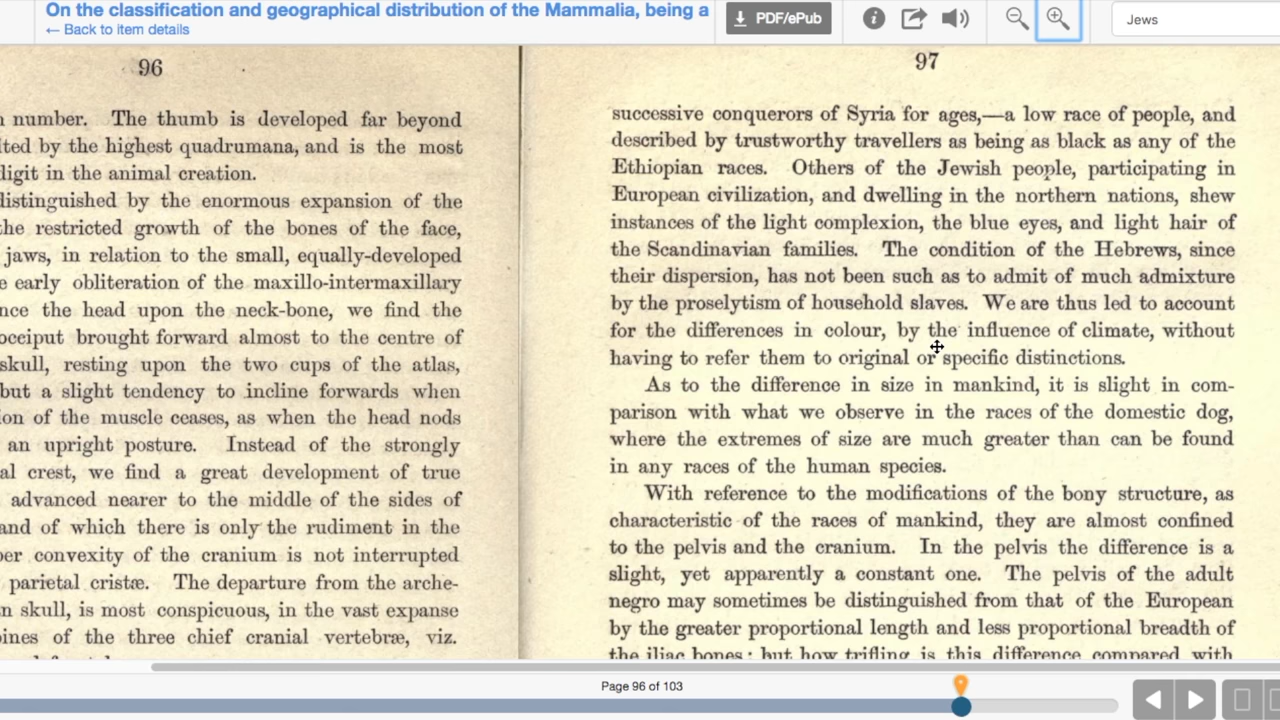 On the classification and geographical distribution of the Mammalia, being a
← Back to item details
PDF/ePub
Jews
96
number. The thumb is developed far beyond
ited by the highest quadrumana, and is the most
digit in the animal creation.
distinguished by the enormous expansion of the
the restricted growth of the bones of the face,
jaws, in relation to the small, equally-developed
early obliteration of the maxillo-intermaxillary
nce the head upon the neck-bone, we find the
occiput brought forward almost to the centre of
skull, resting upon the two cups of the atlas,
but a slight tendency to incline forwards when
ion of the muscle ceases, as when the head nods
an upright posture. Instead of the strongly
al crest, we find a great development of true
advanced nearer to the middle of the sides of
and of which there is only the rudiment in the
per convexity of the cranium is not interrupted
parietal cristæ. The departure from the arche-
n skull, is most conspicuous, in the vast expanse
pines of the three chief cranial vertebræ, viz.
97
successive conquerors of Syria for ages,—a low race of people, and
described by trustworthy travellers as being as black as any of the
Ethiopian races. Others of the Jewish people, participating in
European civilization, and dwelling in the northern nations, shew
instances of the light complexion, the blue eyes, and light hair of
the Scandinavian families. The condition of the Hebrews, since
their dispersion, has not been such as to admit of much admixture
by the proselytism of household slaves. We are thus led to account
for the differences in colour, by the influence of climate, without
having to refer them to original or specific distinctions.
As to the difference in size in mankind, it is slight in com-
parison with what we observe in the races of the domestic dog,
where the extremes of size are much greater than can be found
in any races of the human species.
With reference to the modifications of the bony structure, as
characteristic of the races of mankind, they are almost confined
to the pelvis and the cranium. In the pelvis the difference is a
slight, yet apparently a constant one. The pelvis of the adult
negro may sometimes be distinguished from that of the European
by the greater proportional length and less proportional breadth of
the iliac bones; but how trifling is this difference compared with
Page 96 of 103